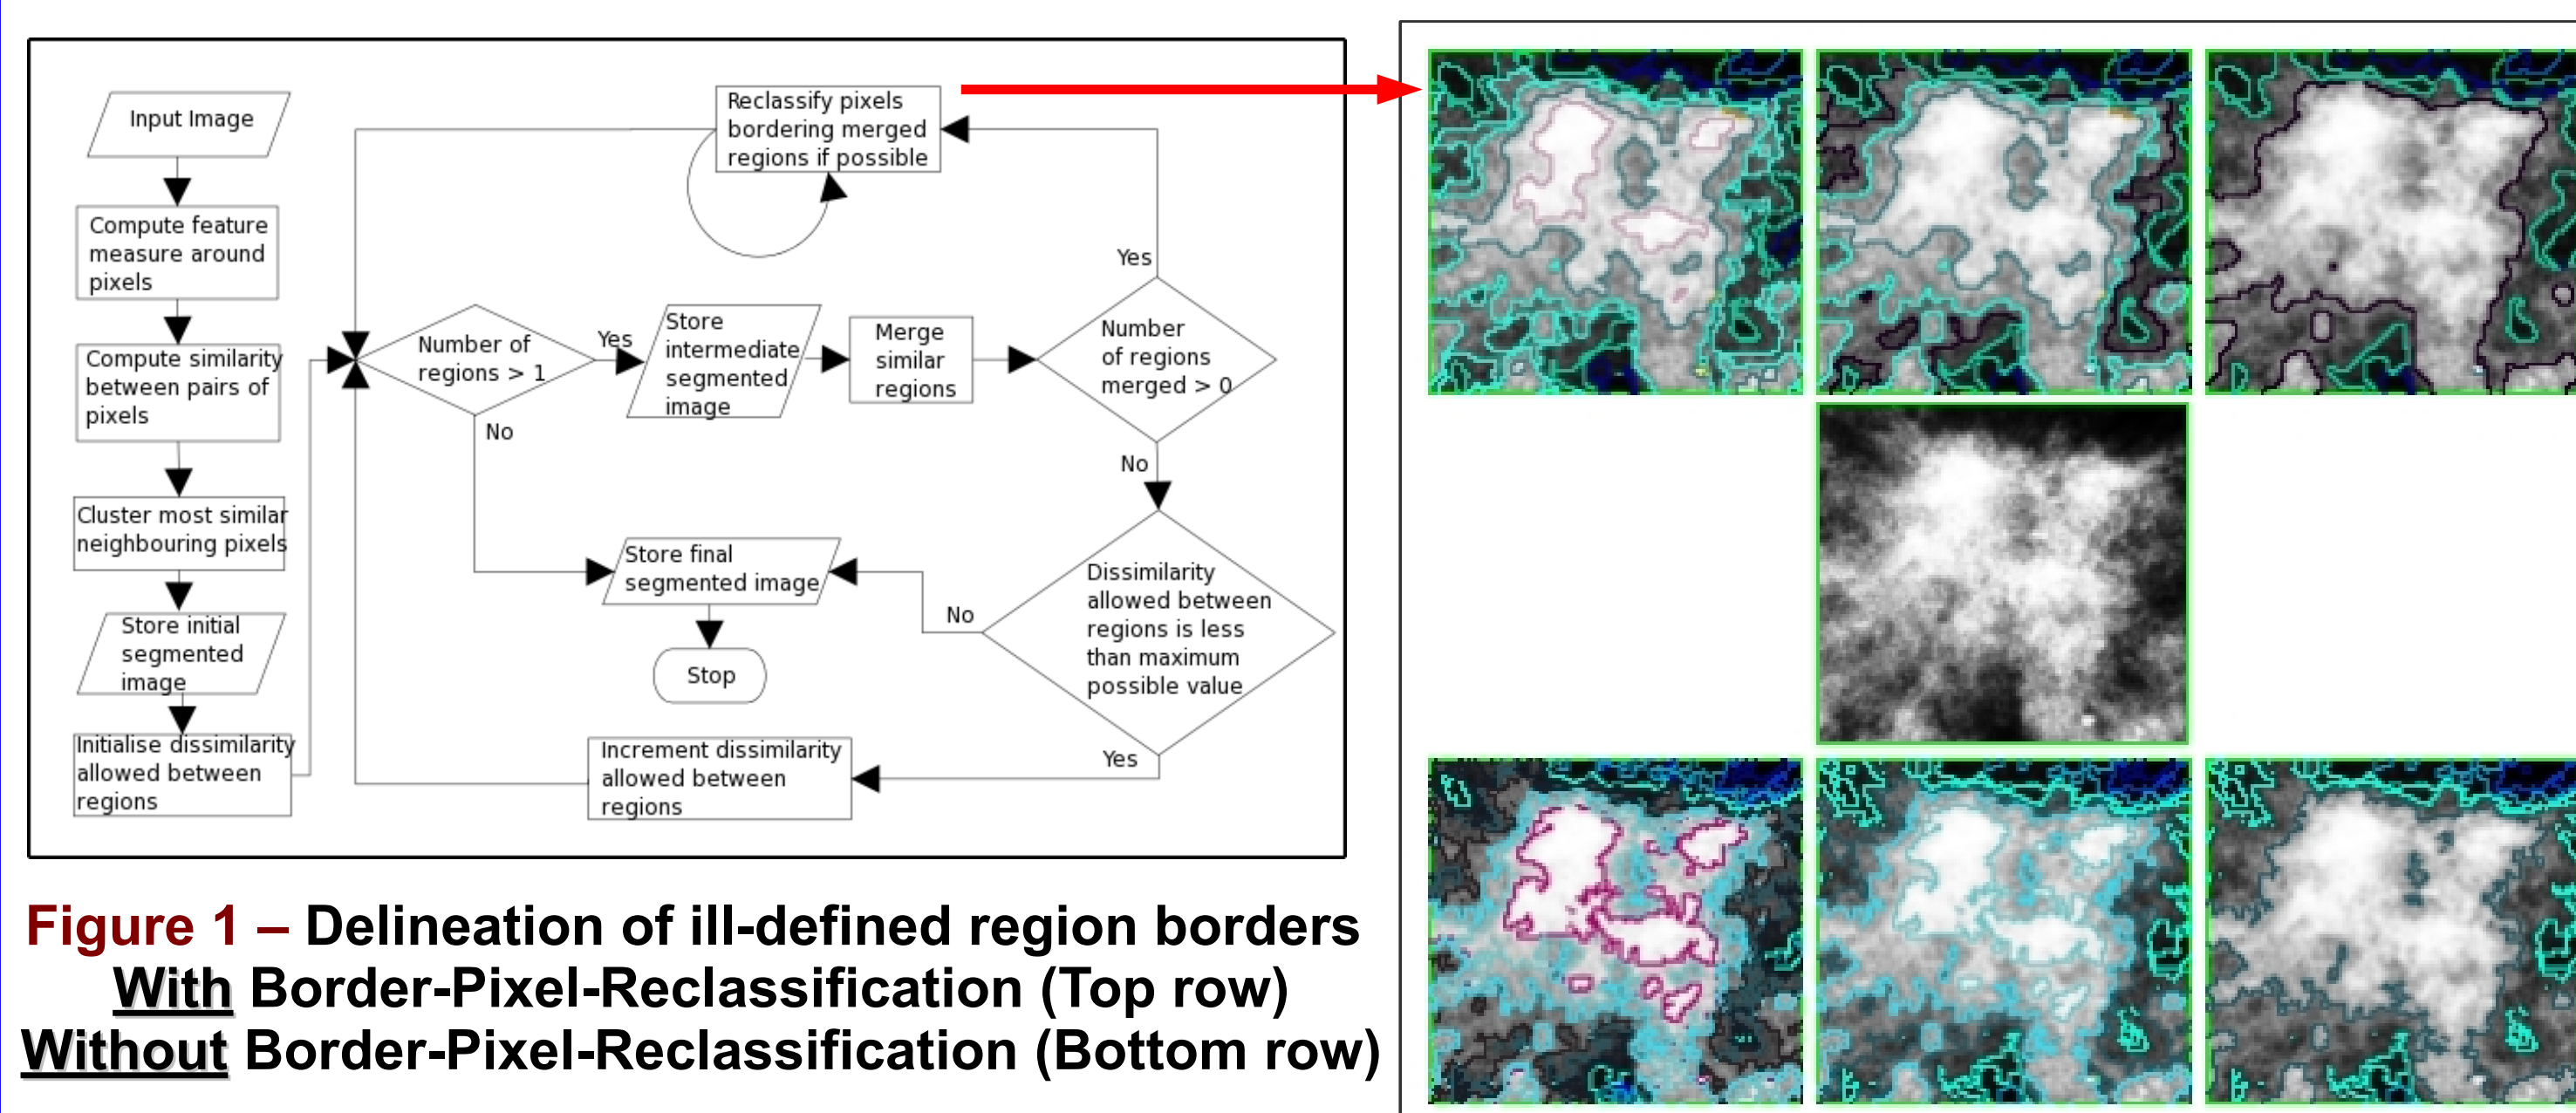 Input Image
Compute feature
measure around
pixels
Compute similarity
between pairs of
pixels
Cluster most similar
neighbouring pixels
Store initial
segmented
image
Initialise dissimilarity
allowed between
regions
Reclassify pixels
bordering merged
regions if possible
Number of
regions > 1
Yes
No
Store
intermediate
segmented
image
Merge
similar
regions
Number
of regions
merged > 0
Yes
No
Dissimilarity
allowed between
regions is less
than maximum
possible value
No
Yes
Store final
segmented image
Stop
Increment dissimilarity
allowed between
regions
Figure 1 – Delineation of ill-defined region borders
With Border-Pixel-Reclassification (Top row)
Without Border-Pixel-Reclassification (Bottom row)